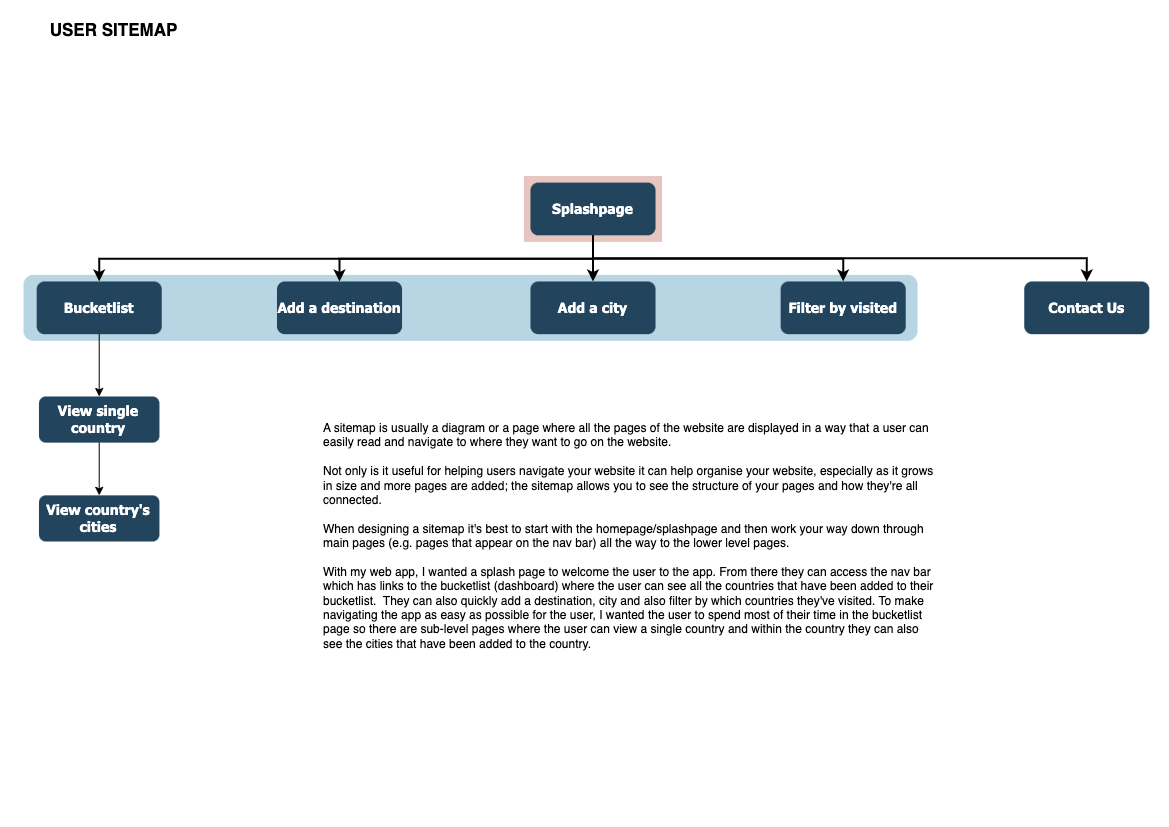 USER SITEMAP
Splashpage
Bucketlist
Add a destination
Add a city
Filter by visited
Contact Us
View single
country
View country's
cities
A sitemap is usually a diagram or a page where all the pages of the website are displayed in a way that a user can
easily read and navigate to where they want to go on the website.
Not only is it useful for helping users navigate your website it can help organise your website, especially as it grows
in size and more pages are added; the sitemap allows you to see the structure of your pages and how they're all
connected.
When designing a sitemap it's best to start with the homepage/splashpage and then work your way down through
main pages (e.g. pages that appear on the nav bar) all the way to the lower level pages.
With my web app, I wanted a splash page to welcome the user to the app. From there they can access the nav bar
which has links to the bucketlist (dashboard) where the user can see all the countries that have been added to their
bucketlist.  They can also quickly add a destination, city and also filter by which countries they've visited. To make
navigating the app as easy as possible for the user, I wanted the user to spend most of their time in the bucketlist
page so there are sub-level pages where the user can view a single country and within the country they can also
see the cities that have been added to the country.